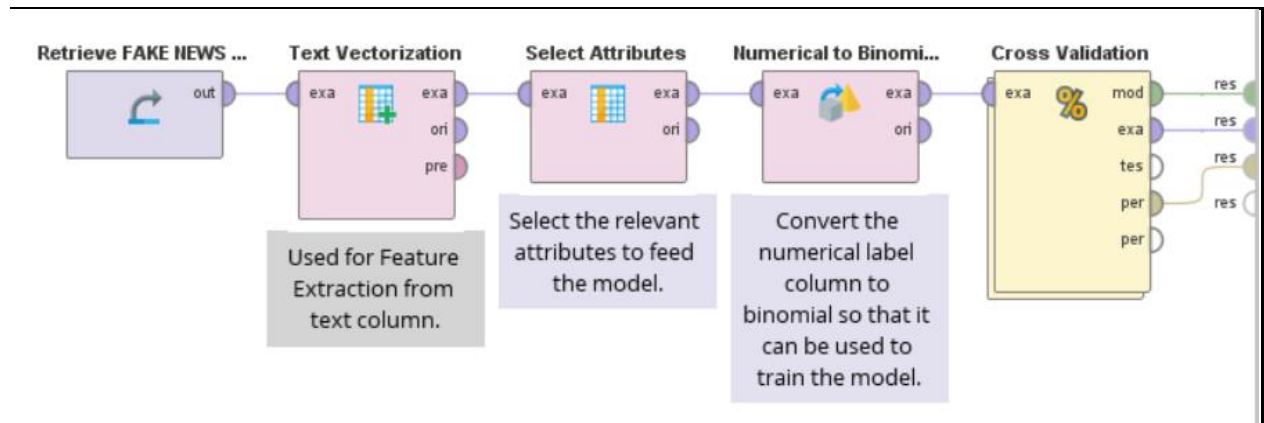 Retrieve FAKE NEWS ...
out
Text Vectorization
exa
exa
ori
pre
Used for Feature
Extraction from
text column.
Select Attributes
exa
exa
ori
Select the relevant
attributes to feed
the model.
Numerical to Binomi...
exa
exa
ori
Convert the
numerical label
column to
binomial so that it
can be used to
train the model.
Cross Validation
exa
%
mod
exa
tes
per
per
res
res
res
res